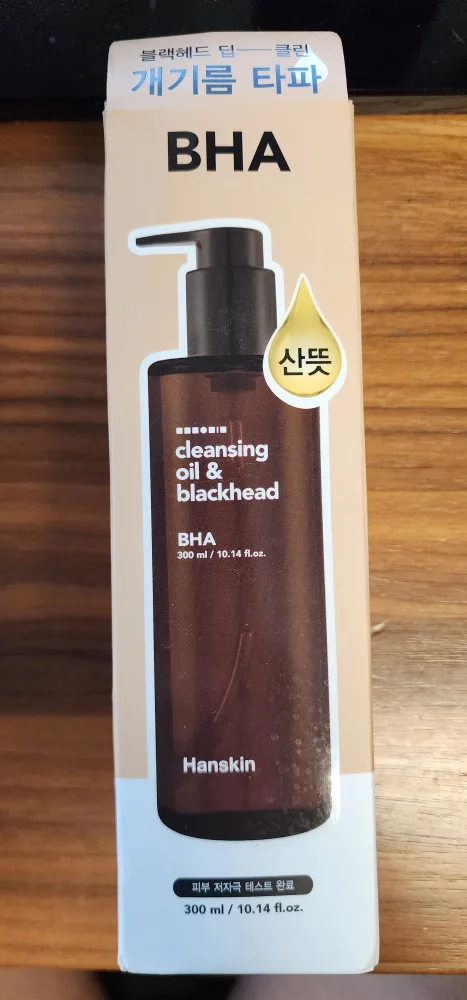 블랙헤드 딥──클린
개기름 타파
BHA
산뜻
cleansing
oil &
blackhead
BHA
300 ml / 10.14 fl.oz.
Hanskin
피부 저자극 테스트 완료
300 ml / 10.14 fl.oz.